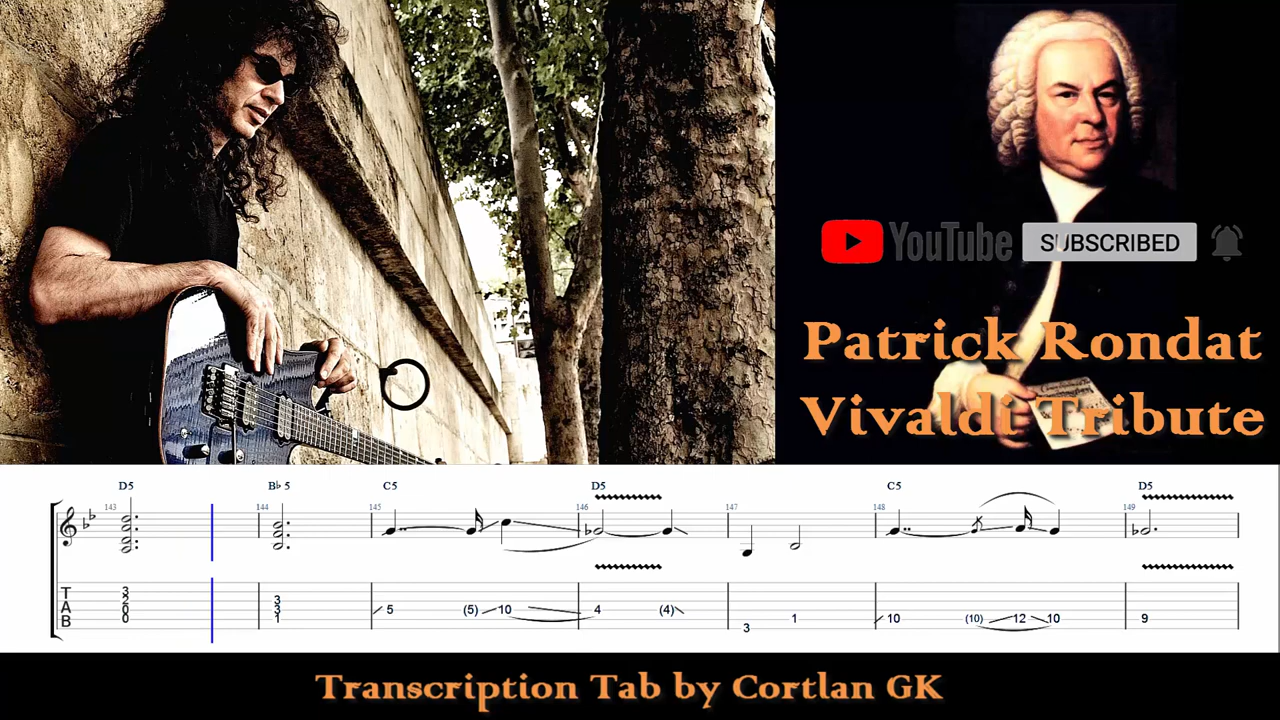 YouTube SUBSCRIBED
Patrick Rondat
Vivaldi Tribute
D5 B♭5 C5 D5 C5 D5
143 144 145 146 147 148 149
T
A
B
3
2
0
0
3
3
1
5 (5) 10 4 (4)
3 1
10 (10) 12 10 9
Transcription Tab by Cortlan GK